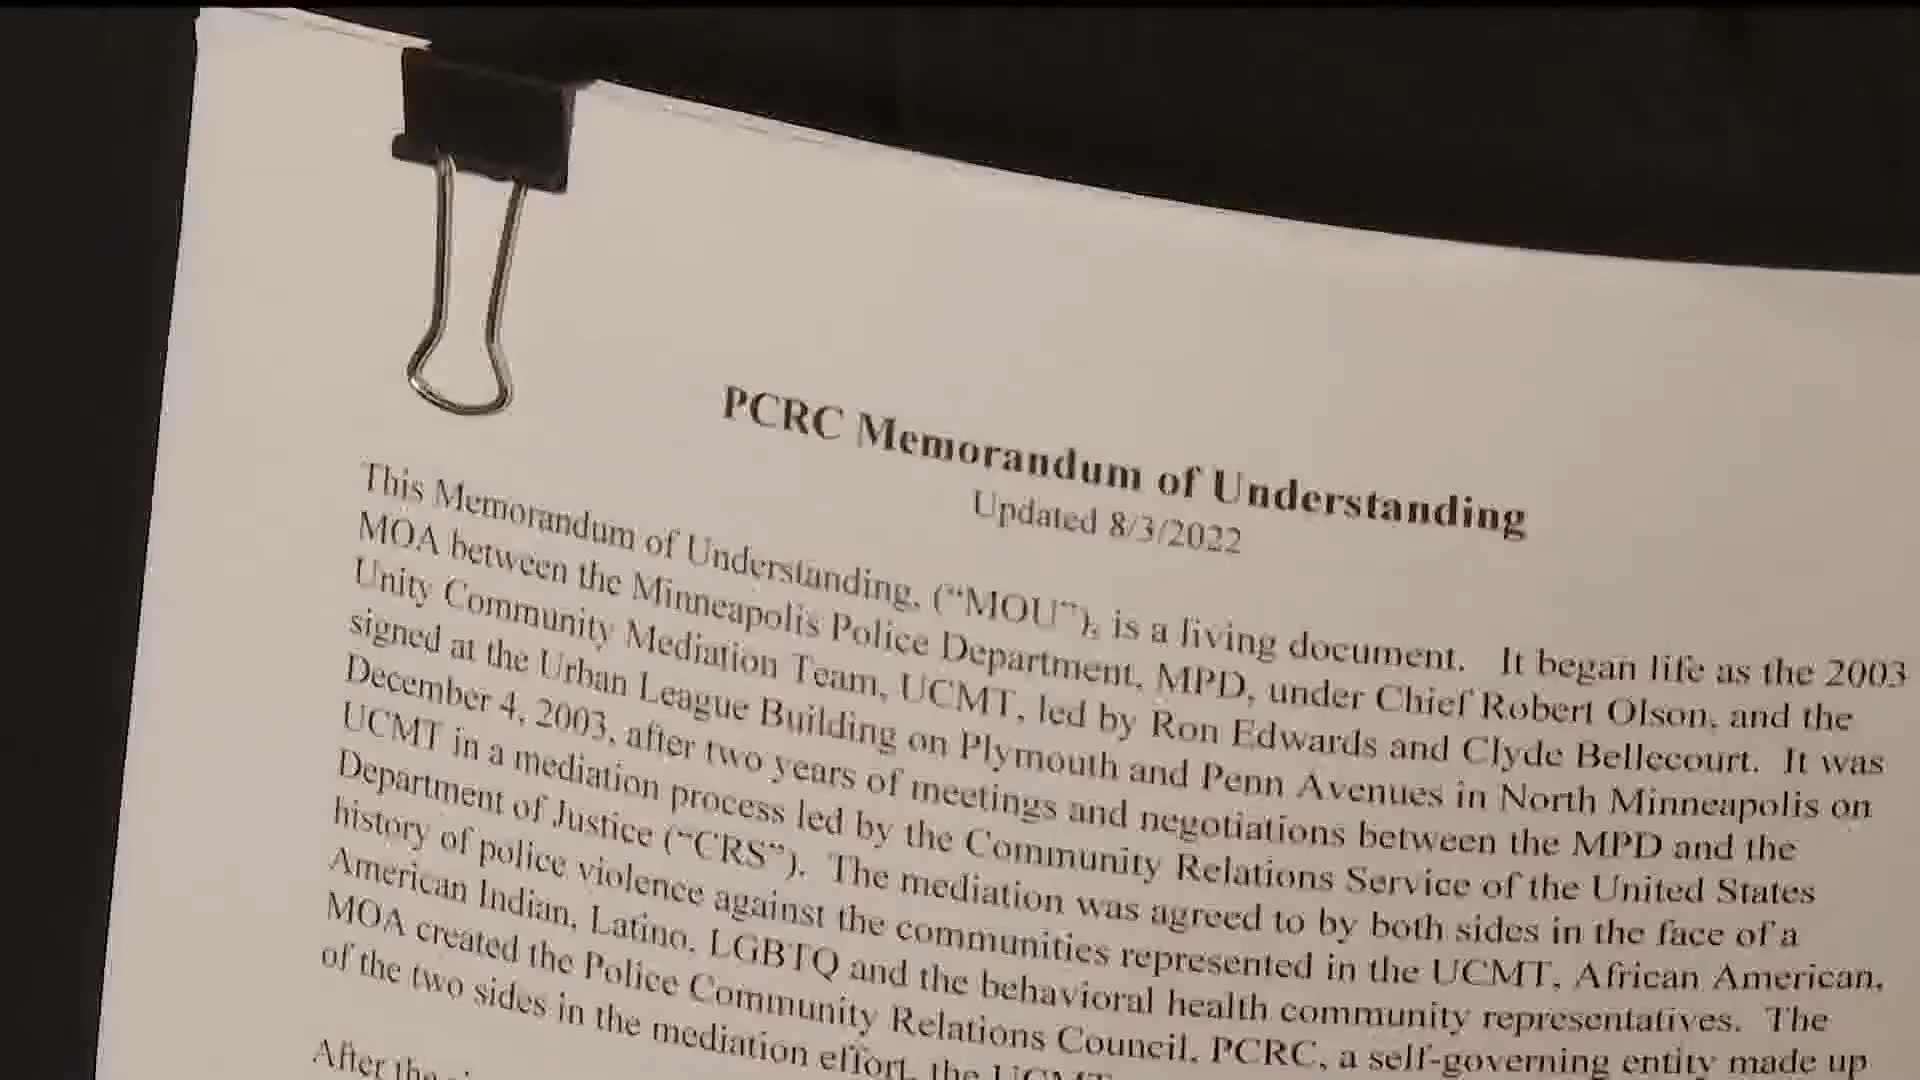 PCRC Memorandum of Understanding
Updated 8/3/2022
This Memorandum of Understanding, (“MOU”), is a living document. It began life as the 2003
MOA between the Minneapolis Police Department, MPD, under Chief Robert Olson, and the
Unity Community Mediation Team, UCMT, led by Ron Edwards and Clyde Bellecourt. It was
signed at the Urban League Building on Plymouth and Penn Avenues in North Minneapolis on
December 4, 2003, after two years of meetings and negotiations between the MPD and the
UCMT in a mediation process led by the Community Relations Service of the United States
Department of Justice (“CRS”). The mediation was agreed to by both sides in the face of a
history of police violence against the communities represented in the UCMT, African American,
American Indian, Latino, LGBTQ and the behavioral health community representatives. The
MOA created the Police Community Relations Council, PCRC, a self-governing entity made up
of the two sides in the mediation effort, the UCMT
After the